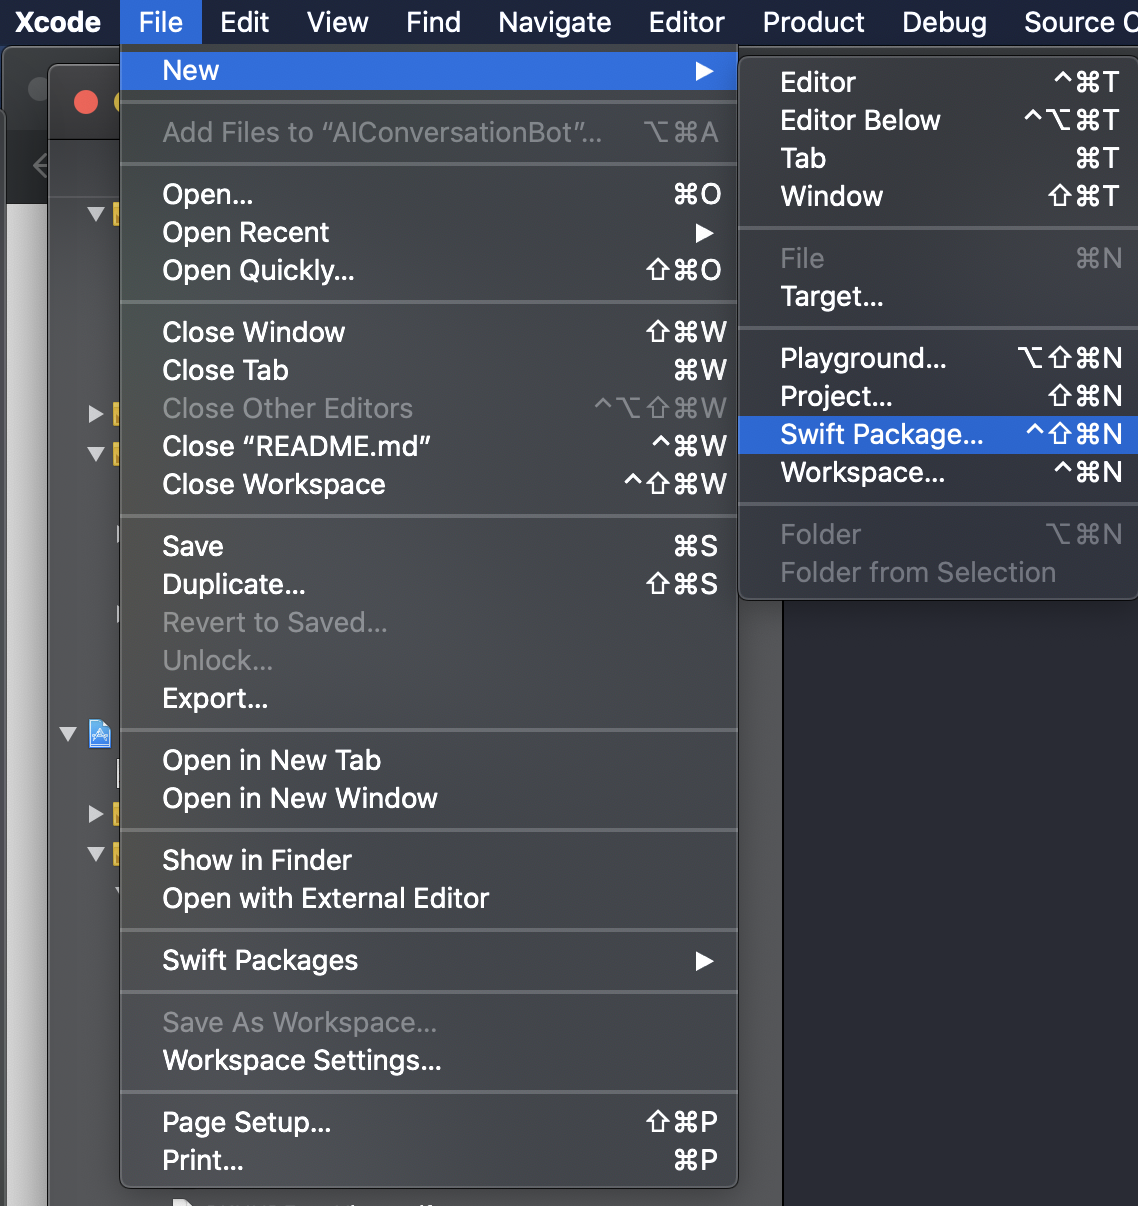 Xcode File Edit View Find Navigate Editor Product Debug Source C
New ▶
Add Files to “AIConversationBot”... ⌥⌘A
Open... ⌘O
Open Recent ▶
Open Quickly... ⇧⌘O
Close Window ⇧⌘W
Close Tab ⌘W
Close Other Editors ^⌥⇧⌘W
Close “README.md” ^⌘W
Close Workspace ^⇧⌘W
Save ⌘S
Duplicate... ⇧⌘S
Revert to Saved...
Unlock...
Export...
Open in New Tab
Open in New Window
Show in Finder
Open with External Editor
Swift Packages ▶
Save As Workspace...
Workspace Settings...
Page Setup... ⇧⌘P
Print... ⌘P
Editor ^⌘T
Editor Below ^⌥⌘T
Tab ⌘T
Window ⇧⌘T
File ⌘N
Target...
Playground... ⌥⇧⌘N
Project... ⇧⌘N
Swift Package... ^⇧⌘N
Workspace... ^⌘N
Folder ⌥⌘N
Folder from Selection